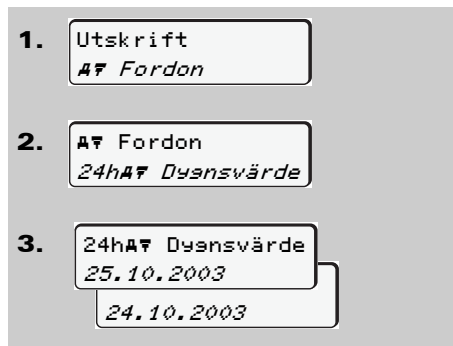 1. Utskrift
Fordon
2. Fordon
24h Dygnsvärde
3. 24h Dygnsvärde
25.10.2003
24.10.2003